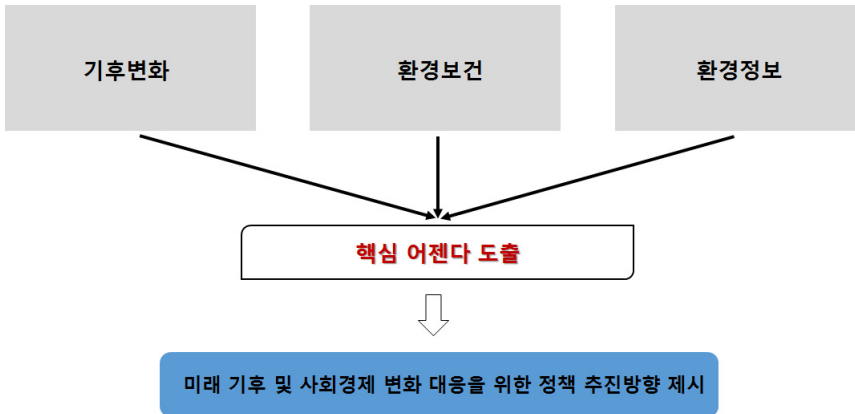 기후변화
환경보건
환경정보
핵심 어젠다 도출
미래 기후 및 사회경제 변화 대응을 위한 정책 추진방향 제시